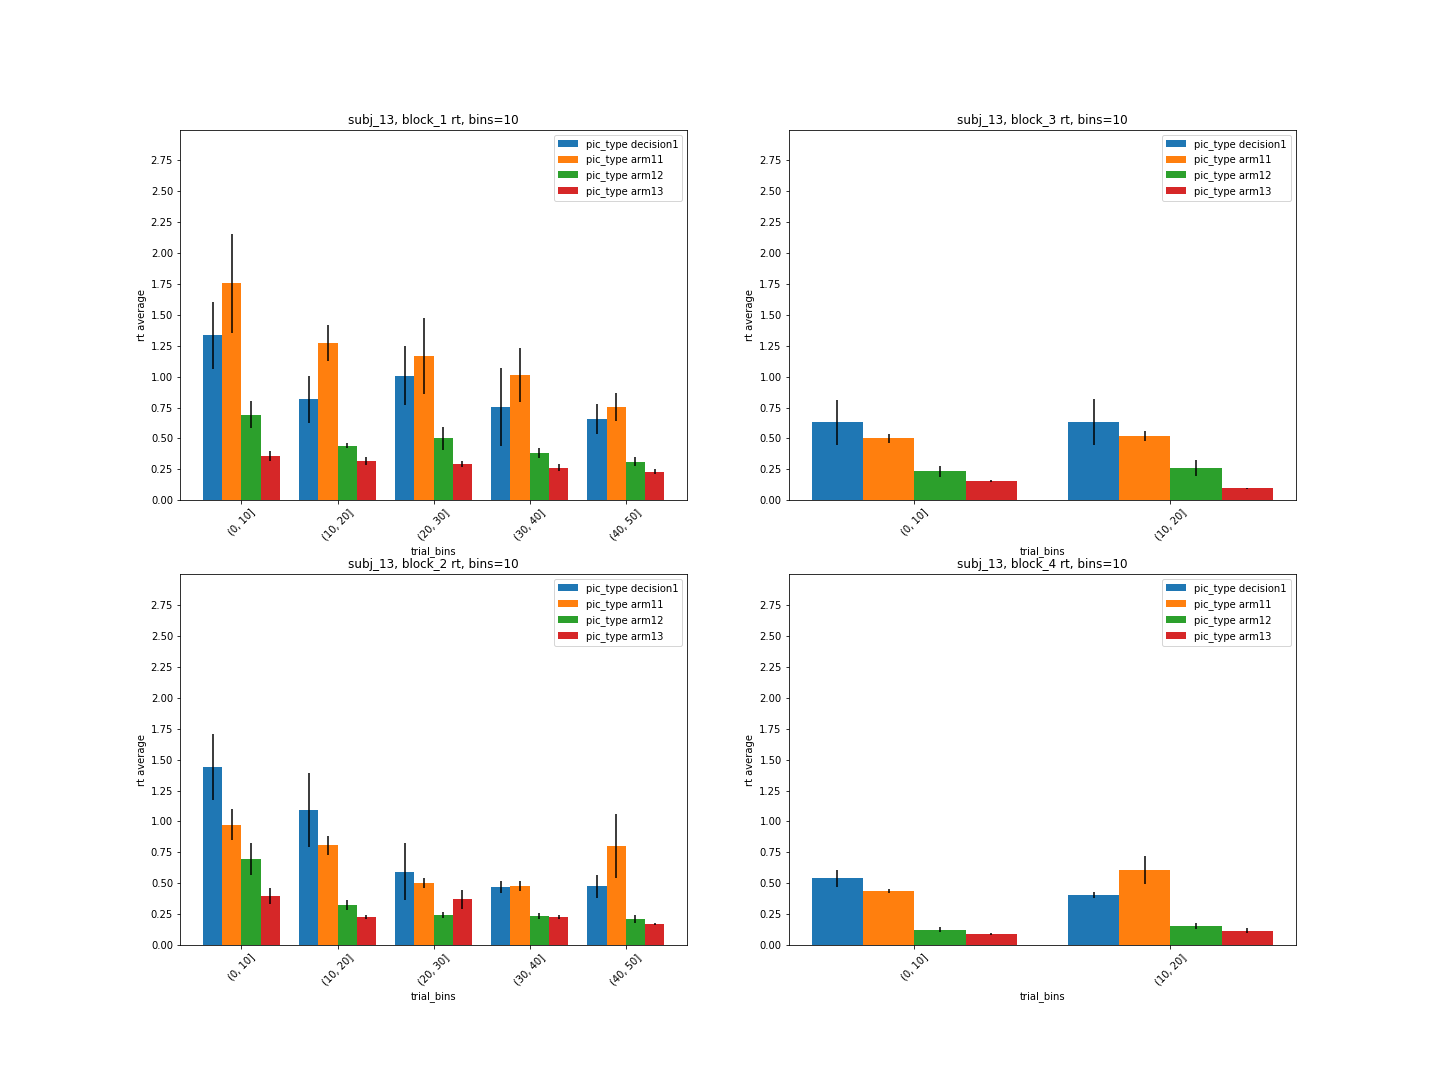 subj_13, block_1 rt, bins=10
pic_type decision1
pic_type arm11
pic_type arm12
pic_type arm13
2.75
2.50
2.25
2.00
1.75
1.50
1.25
1.00
0.75
0.50
0.25
0.00
rt average
(0, 10]
(10, 20]
(20, 30]
(30, 40]
(40, 50]
trial_bins
subj_13, block_3 rt, bins=10
pic_type decision1
pic_type arm11
pic_type arm12
pic_type arm13
2.75
2.50
2.25
2.00
1.75
1.50
1.25
1.00
0.75
0.50
0.25
0.00
rt average
(0, 10]
(10, 20]
trial_bins
subj_13, block_2 rt, bins=10
pic_type decision1
pic_type arm11
pic_type arm12
pic_type arm13
2.75
2.50
2.25
2.00
1.75
1.50
1.25
1.00
0.75
0.50
0.25
0.00
rt average
(0, 10]
(10, 20]
(20, 30]
(30, 40]
(40, 50]
trial_bins
subj_13, block_4 rt, bins=10
pic_type decision1
pic_type arm11
pic_type arm12
pic_type arm13
2.75
2.50
2.25
2.00
1.75
1.50
1.25
1.00
0.75
0.50
0.25
0.00
rt average
(0, 10]
(10, 20]
trial_bins